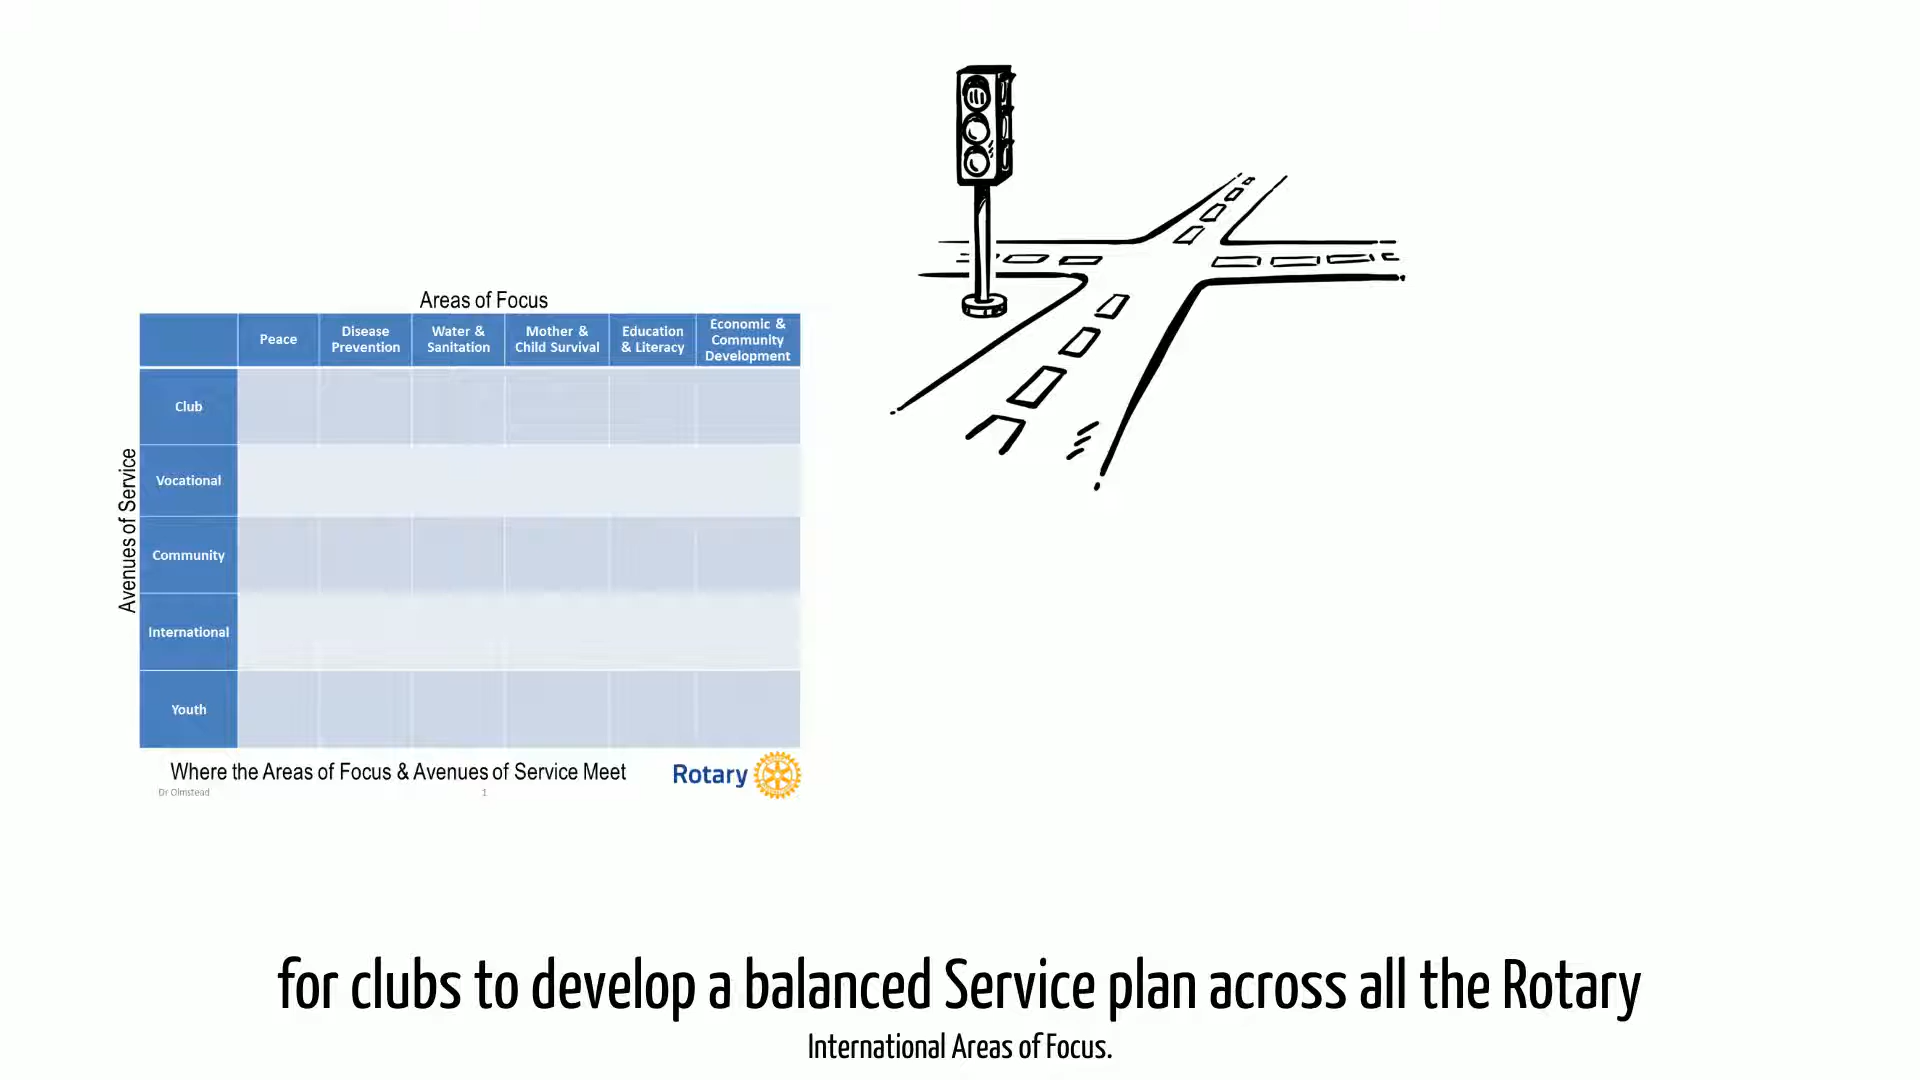 Areas of Focus
Peace
Disease
Prevention
Water &
Sanitation
Mother &
Child Survival
Education
& Literacy
Economic &
Community
Development
Avenues of Service
Club
Vocational
Community
International
Youth
Where the Areas of Focus & Avenues of Service Meet
Rotary
Dr Olmstead
1
for clubs to develop a balanced Service plan across all the Rotary
International Areas of Focus.